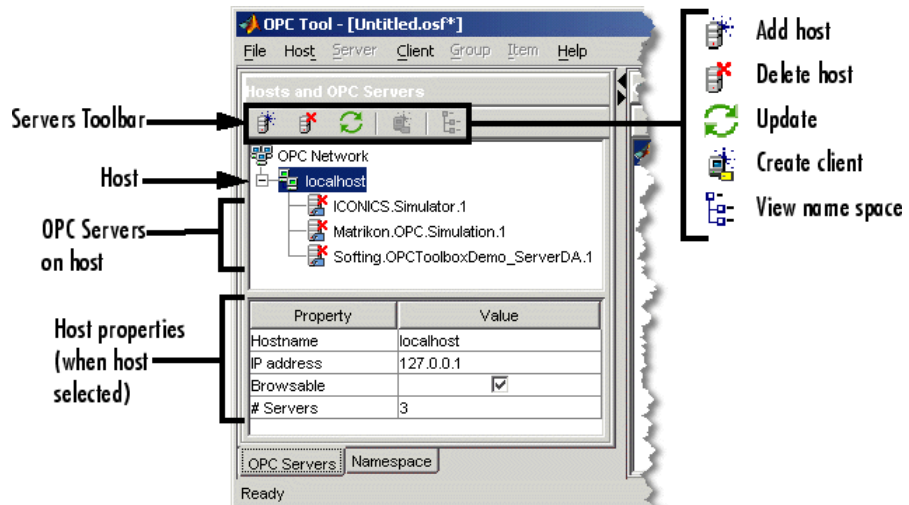 OPC Tool - [Untitled.osf*]
File Host Server Client Group Item Help
Hosts and OPC Servers
Servers Toolbar
OPC Network
Host
localhost
ICONICS.Simulator.1
OPC Servers
on host
Matrikon.OPC.Simulation.1
Softing.OPCToolboxDemo_ServerDA.1
Host properties
(when host
selected)
Property Value
Hostname localhost
IP address 127.0.0.1
Browsable
# Servers 3
OPC Servers Namespace
Ready
Add host
Delete host
Update
Create client
View name space